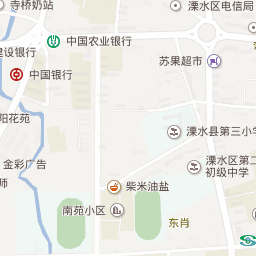 寺桥奶站
溧水区电信局
中国农业银行
建设银行
苏果超市
中国银行
阳花苑
溧水县第三小学
金彩广告
溧水区第二
初级中学
师
柴米油盐
南苑小区
东肖